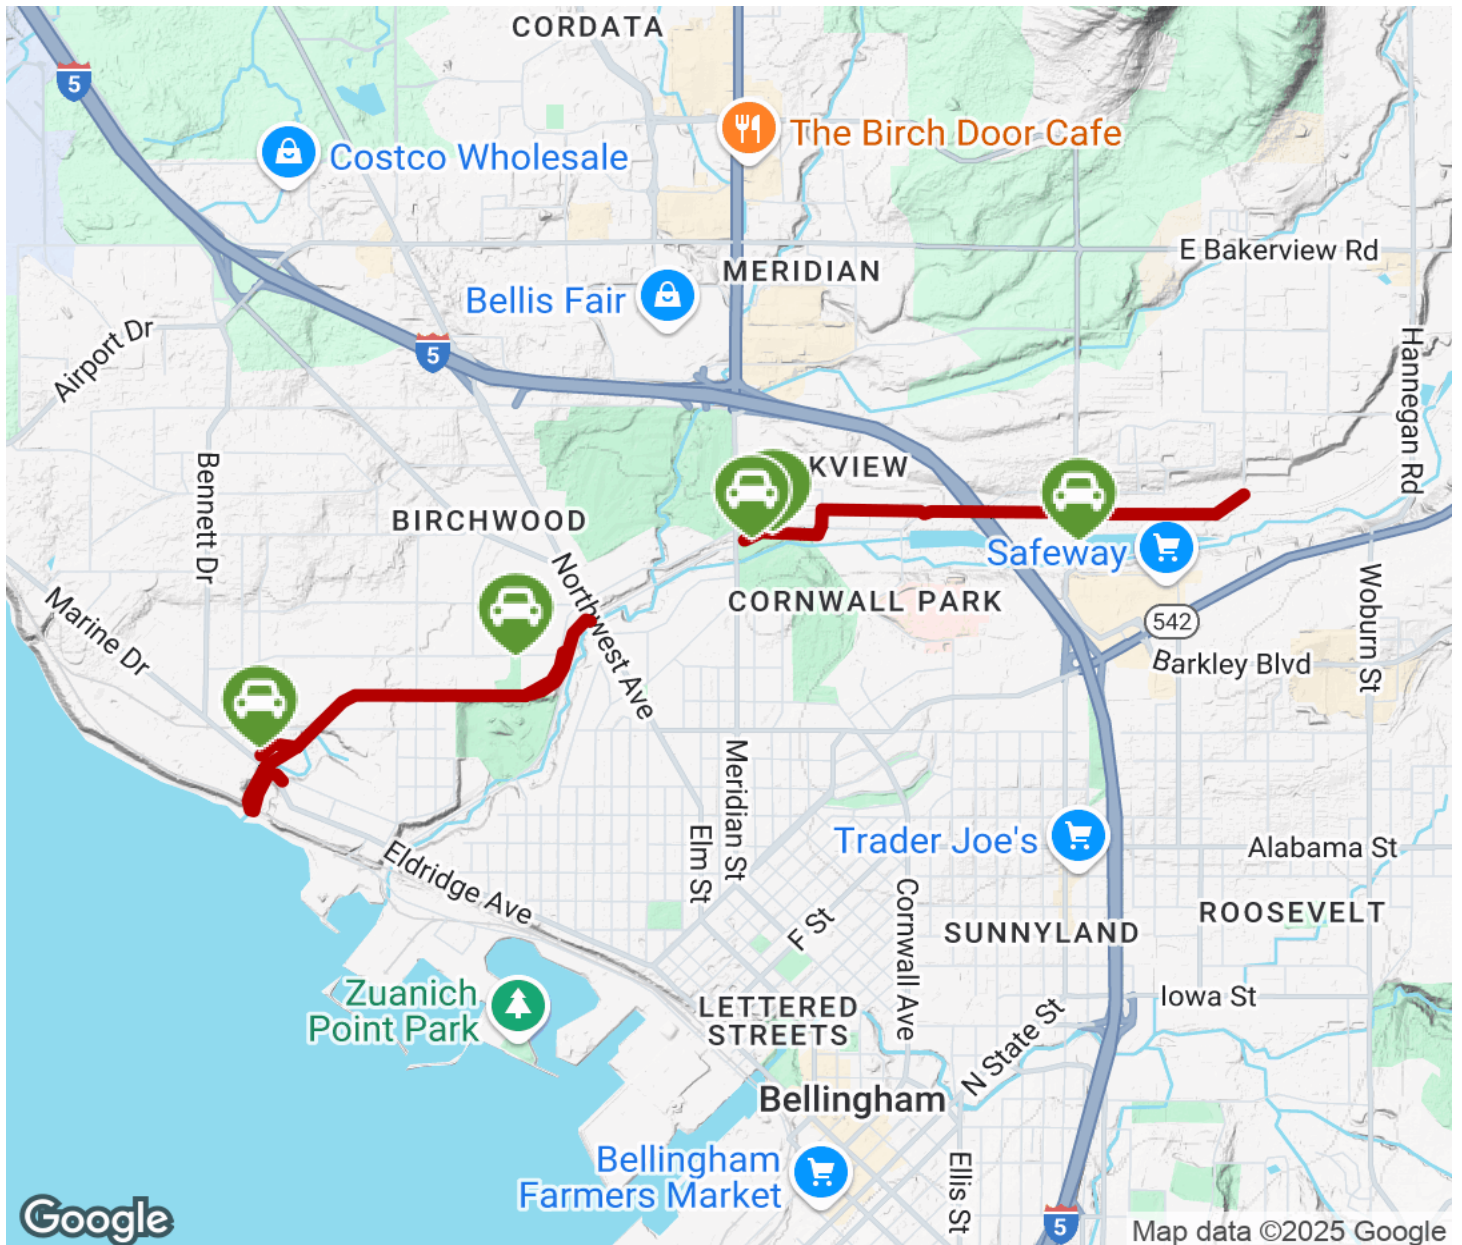 CORDATA
5
The Birch Door Cafe
Costco Wholesale
E Bakerview Rd
MERIDIAN
Bellis Fair
Airport Dr
5
Hannegan Rd
KVIEW
Bennett Dr
BIRCHWOOD
Safeway
Northwest Ave
Marine Dr
CORNWALL PARK
542
Woburn St
Barkley Blvd
Meridian St
Elm St
Trader Joe's
Alabama St
Eldridge Ave
Cornwall Ave
F St
ROOSEVELT
SUNNYLAND
Zuanich
Point Park
LETTERED
STREETS
Iowa St
N State St
Bellingham
Bellingham
Farmers Market
Ellis St
5
Google
Map data ©2025 Google